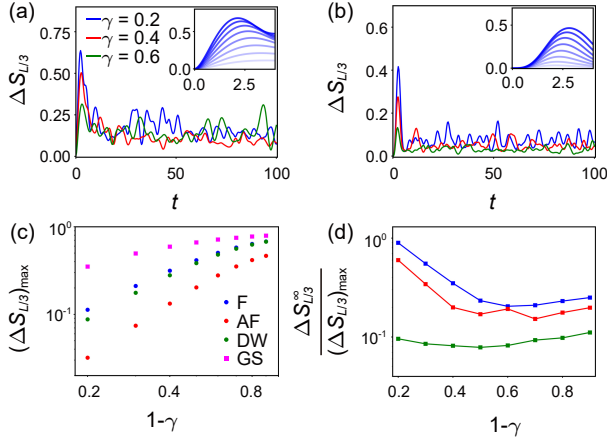 (a)
γ = 0.2
γ = 0.4
γ = 0.6
ΔS_{L/3}
0.75
0.50
0.25
0.00
0 50 100
t
0.5
0.0
0.0 2.5
(b)
ΔS_{L/3}
0.6
0.4
0.2
0.0
0 50 100
t
0.5
0.0
0.0 2.5
(c)
(ΔS_{L/3})_{max}
10^0
10^{-1}
F
AF
DW
GS
0.2 0.4 0.8
1-γ
(d)
ΔS^∞_{L/3}
(ΔS_{L/3})_{max}
10^0
10^{-1}
0.2 0.4 0.6 0.8
1-γ